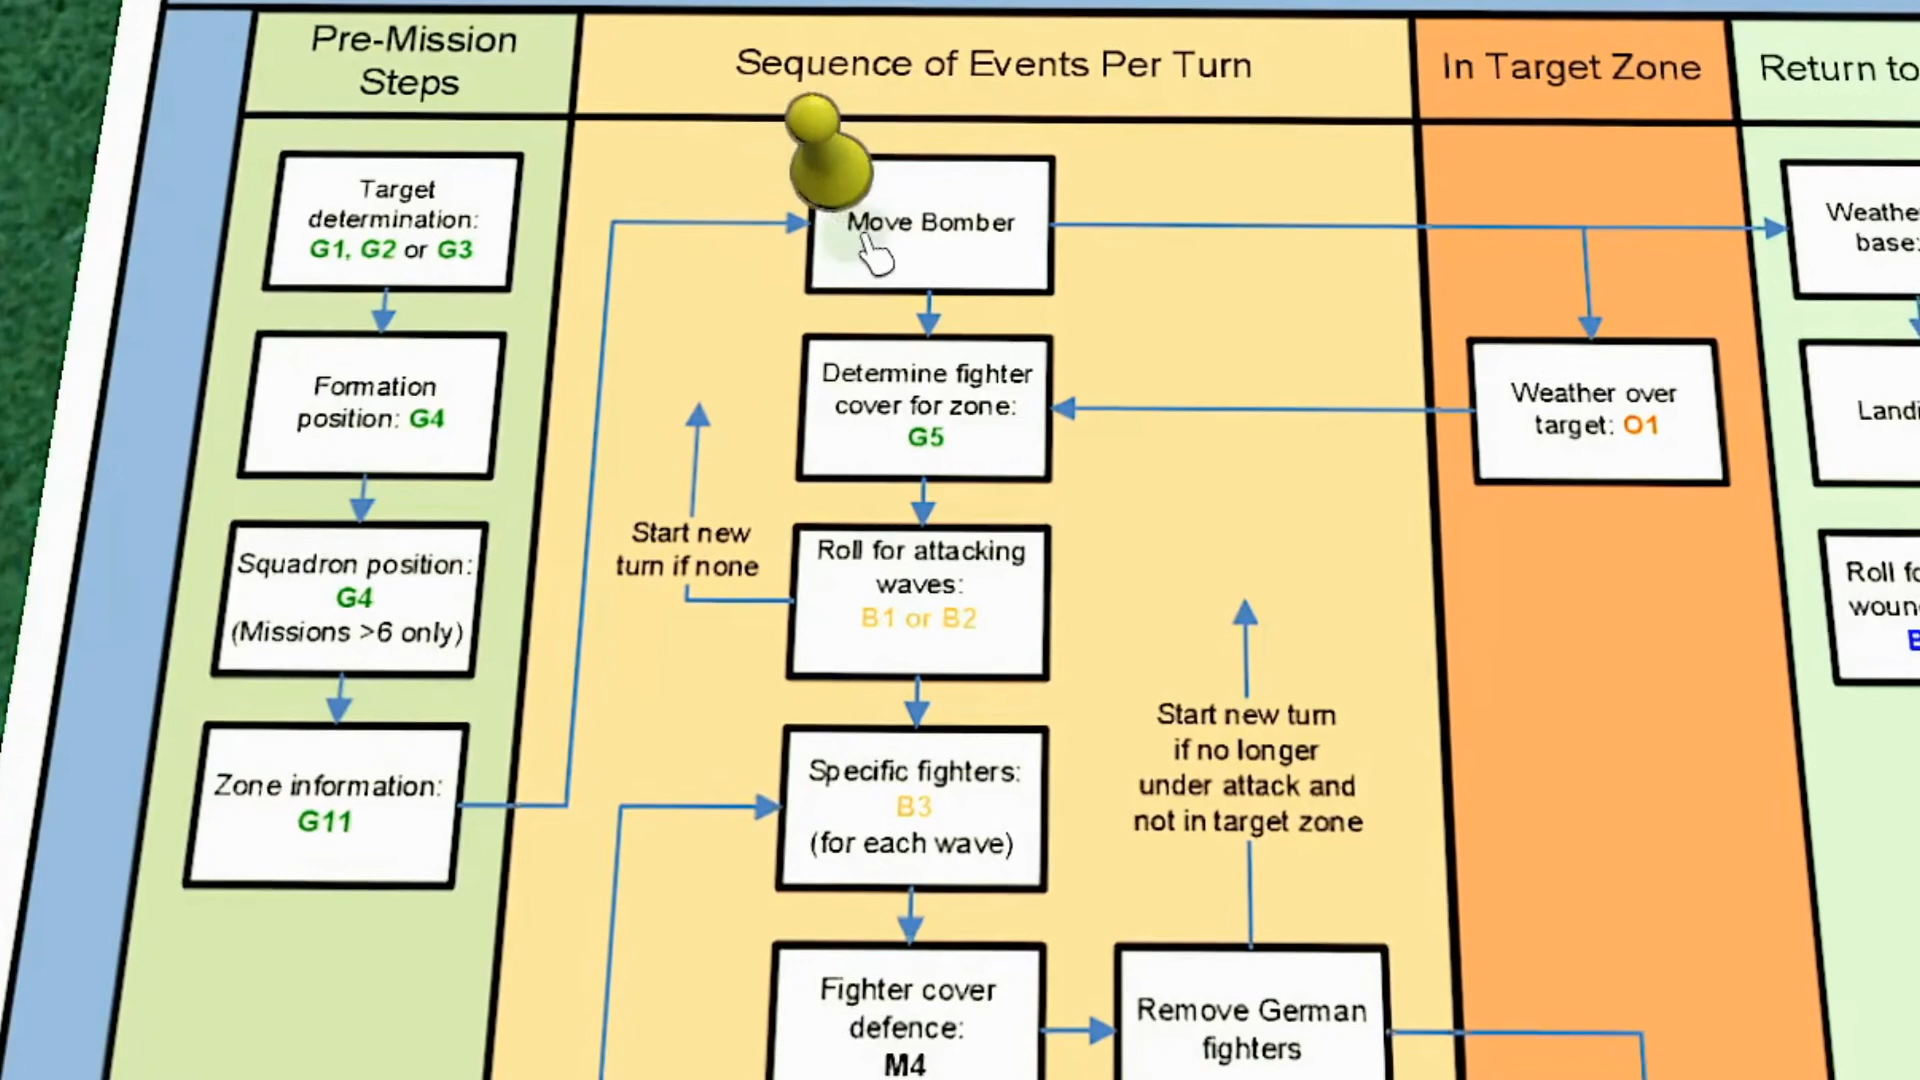 Pre-Mission
Steps
Sequence of Events Per Turn
In Target Zone
Return to
Target
determination:
G1, G2 or G3
Formation
position: G4
Squadron position:
G4
(Missions >6 only)
Zone information:
G11
Move Bomber
Determine fighter
cover for zone:
G5
Start new
turn if none
Roll for attacking
waves:
B1 or B2
Specific fighters:
B3
(for each wave)
Fighter cover
defence:
M4
Start new turn
if no longer
under attack and
not in target zone
Remove German
fighters
Weather over
target: O1
base:
Roll